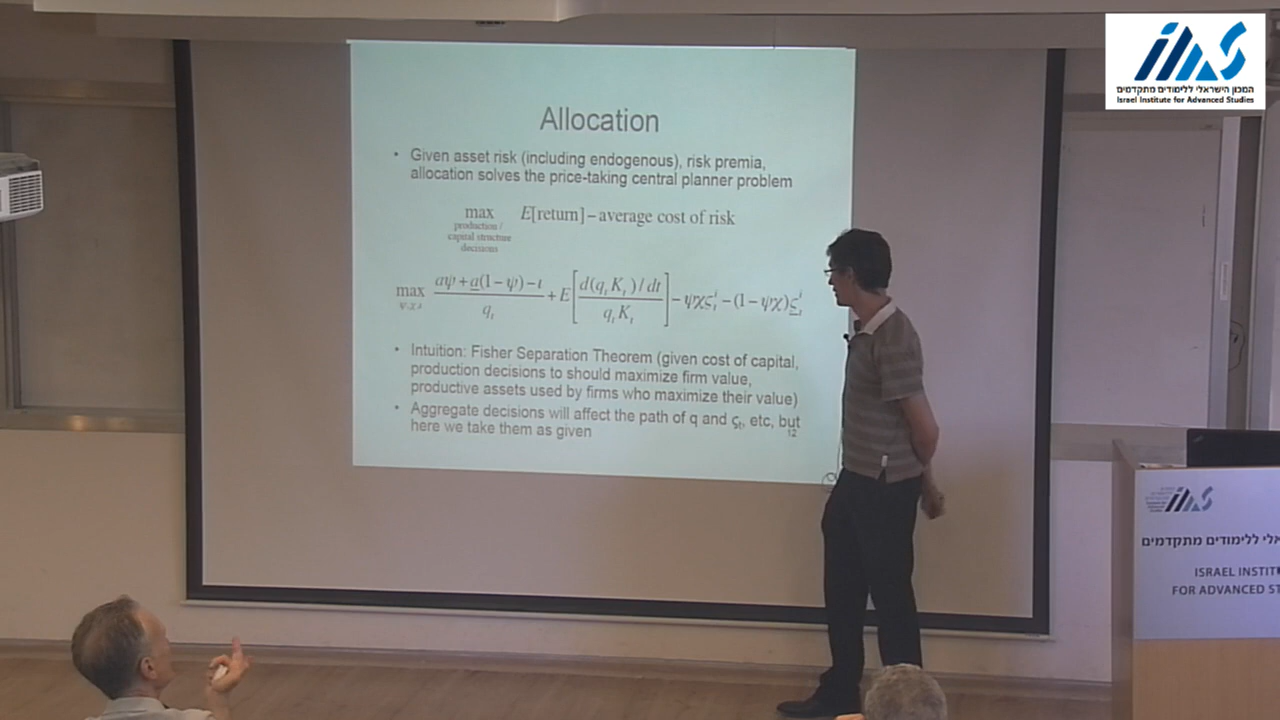 המכון הישראלי ללימודים מתקדמים
Israel Institute for Advanced Studies
Allocation
• Given asset risk (including endogenous), risk premia,
allocation solves the price-taking central planner problem
max E[return] – average cost of risk
production /
capital structure
decisions
max (aψ + a̲(1 – ψ) – ι) / q_t + E[(d(q_t K_t) / dt) / (q_t K_t)] – ψχς_t^i – (1 – ψχ)ς̲_t^i
• Intuition: Fisher Separation Theorem (given cost of capital,
production decisions to should maximize firm value,
productive assets used by firms who maximize their value)
• Aggregate decisions will affect the path of q and ς_t, etc, but
here we take them as given
12
ללימודים מתקדמים
ISRAEL INSTIT
FOR ADVANCED ST